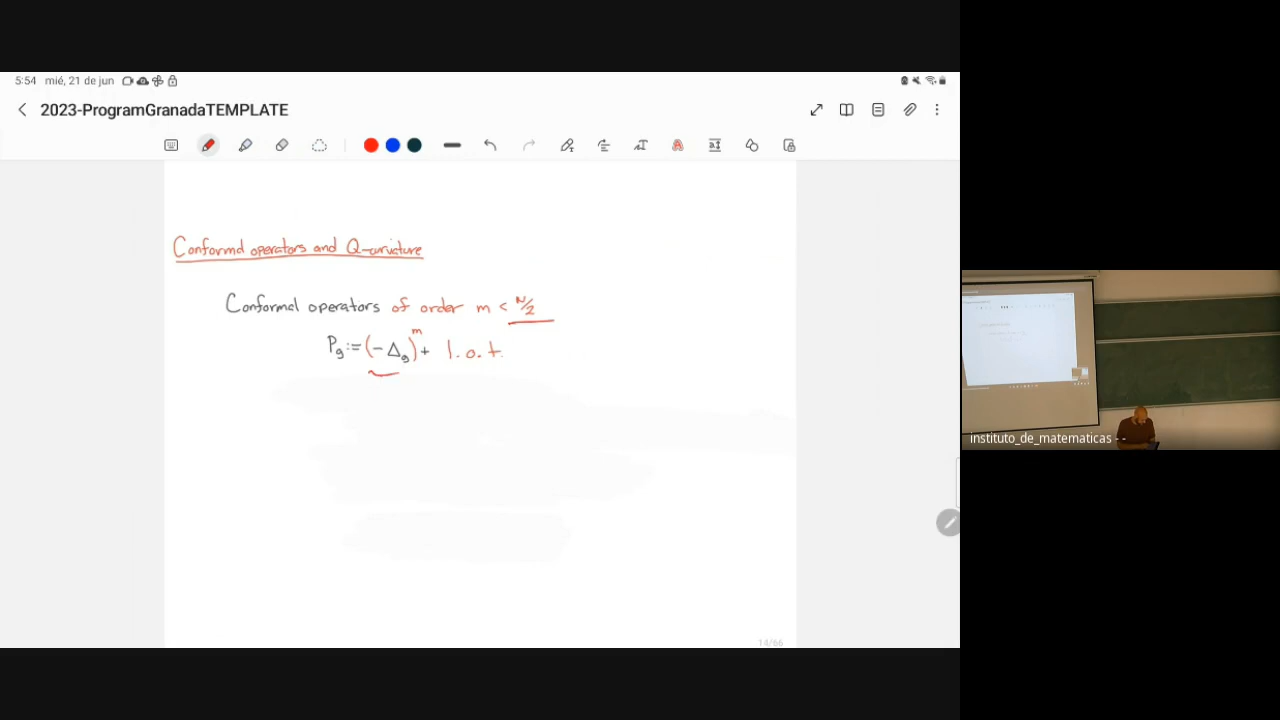 5:54 mié, 21 de jun
2023-ProgramGranadaTEMPLATE
Conformal operators and Q-curvature
Conformal operators of order m < N/2
P_g := (-Δ_g)^m + l.o.t.
14/66
instituto_de_matematicas - -